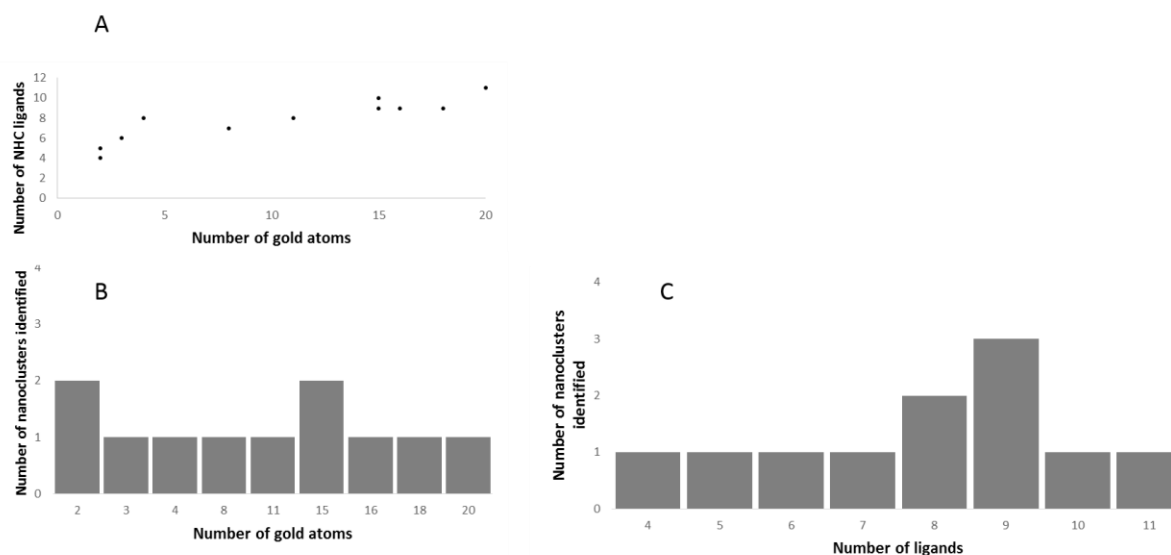 A
Number of NHC ligands
12
10
8
6
4
2
0
0 5 10 15 20
Number of gold atoms
B
Number of nanoclusters identified
4
3
2
1
0
2 3 4 8 11 15 16 18 20
Number of gold atoms
C
Number of nanoclusters
identified
4
3
2
1
0
4 5 6 7 8 9 10 11
Number of ligands